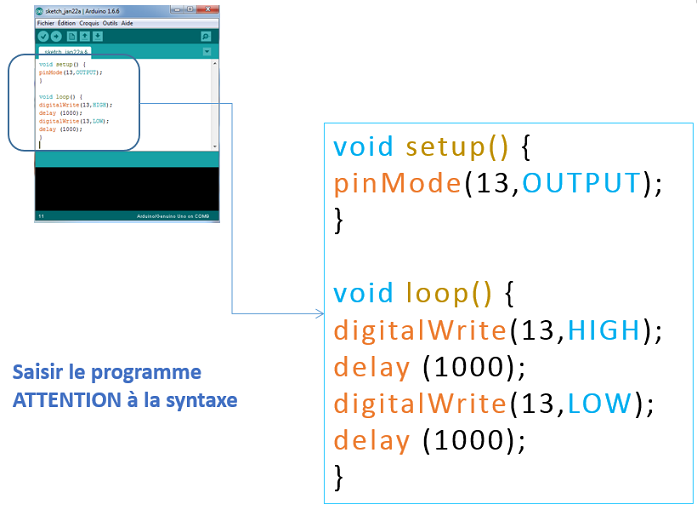 sketch_jan22a | Arduino 1.6.6
Fichier Édition Croquis Outils Aide
sketch_jan22a §
void setup() {
pinMode(13,OUTPUT);
}
void loop() {
digitalWrite(13,HIGH);
delay (1000);
digitalWrite(13,LOW);
delay (1000);
}
11
Arduino/Genuino Uno on COM9
void setup() {
pinMode(13,OUTPUT);
}
void loop() {
digitalWrite(13,HIGH);
delay (1000);
digitalWrite(13,LOW);
delay (1000);
}
Saisir le programme
ATTENTION à la syntaxe